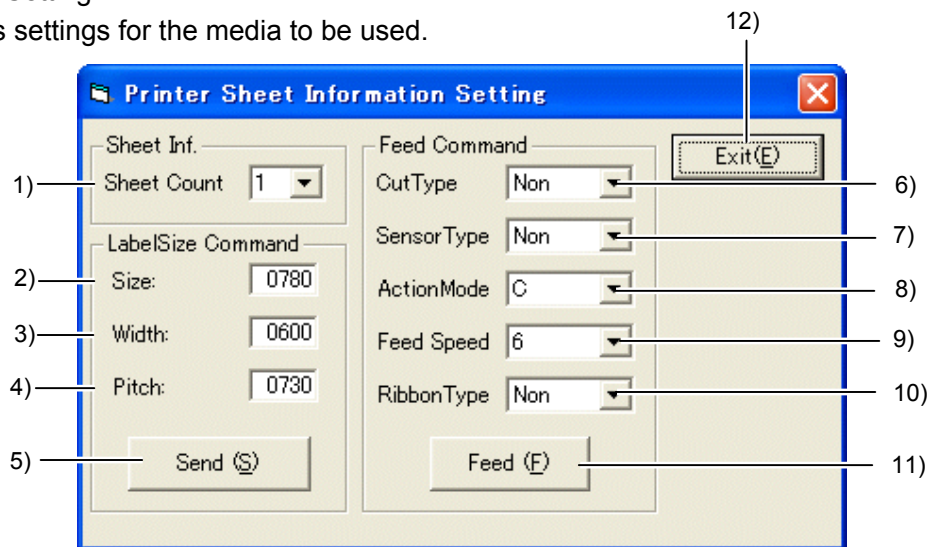 s settings for the media to be used.
12)
Printer Sheet Information Setting
Sheet Inf.
Feed Command
Exit(E)
1)
Sheet Count
1
CutType
Non
6)
LabelSize Command
SensorType
Non
7)
2)
Size:
0780
ActionMode
C
8)
3)
Width:
0600
Feed Speed
6
9)
4)
Pitch:
0730
RibbonType
Non
10)
5)
Send (S)
Feed (F)
11)